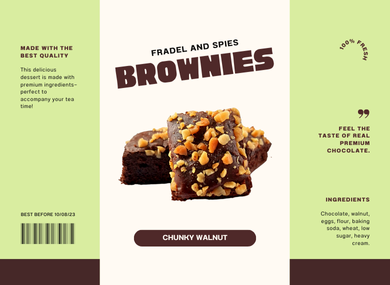 MADE WITH THE
BEST QUALITY
This delicious
dessert is made with
premium ingredients–
perfect to
accompany your tea
time!
BEST BEFORE 10/08/23
FRADEL AND SPIES
BROWNIES
CHUNKY WALNUT
100% FRESH
”
FEEL THE
TASTE OF REAL
PREMIUM
CHOCOLATE.
INGREDIENTS
Chocolate, walnut,
eggs, flour, baking
soda, wheat, low
sugar, heavy
cream.